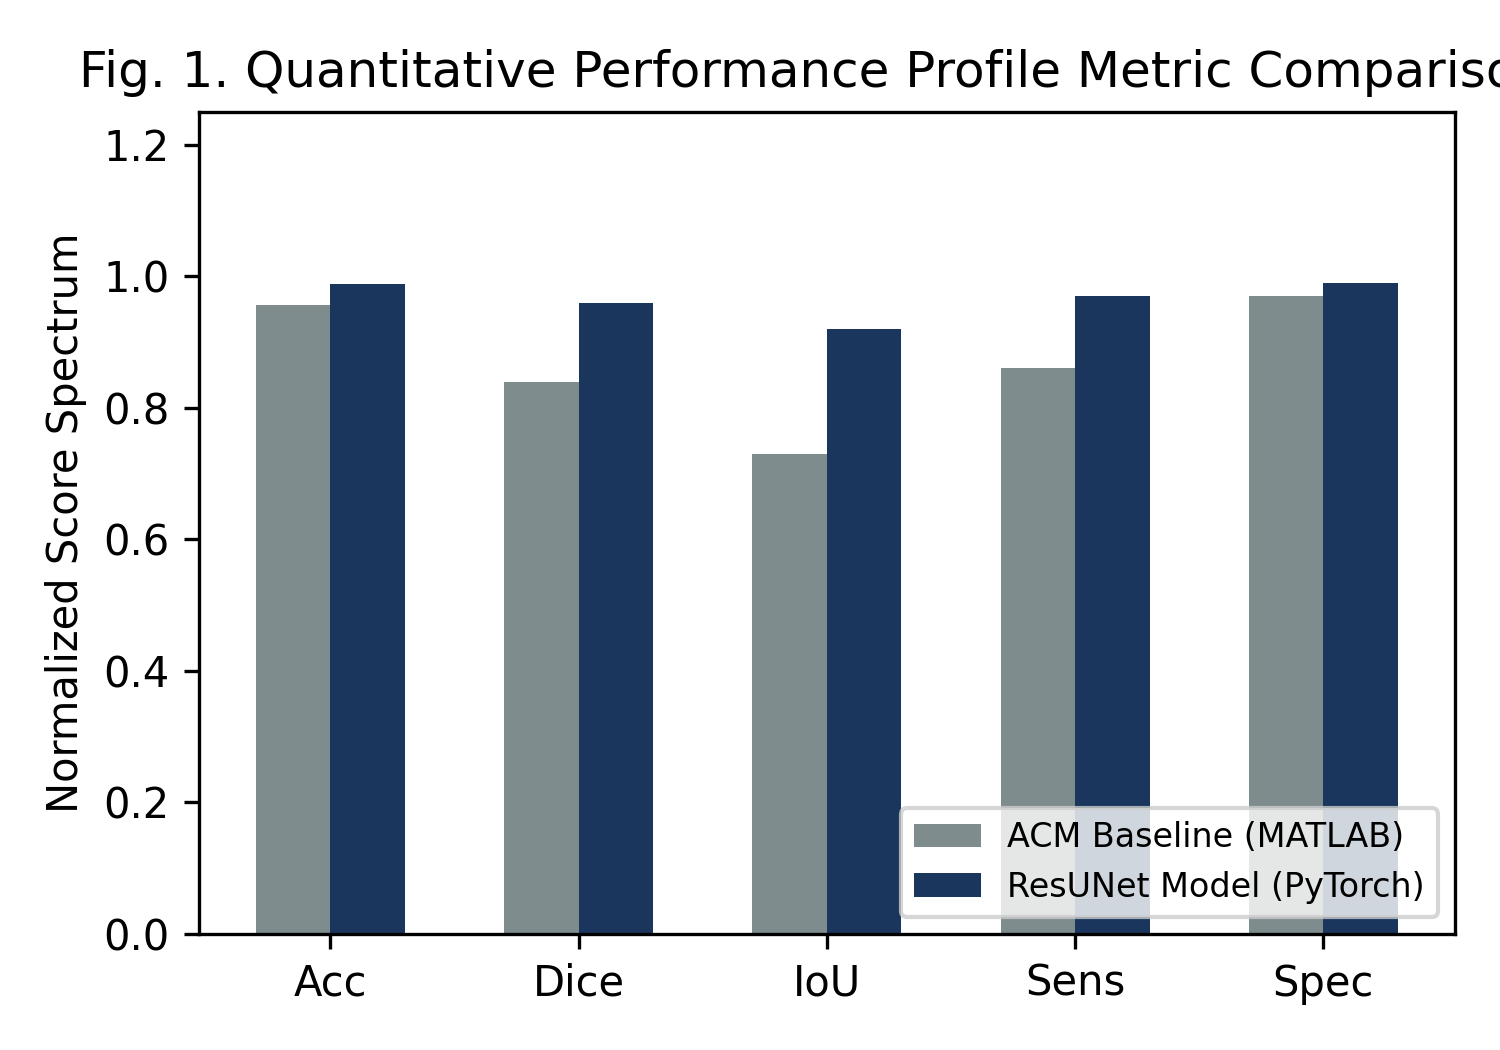 Fig. 1. Quantitative Performance Profile Metric Compariso
Normalized Score Spectrum
1.2
1.0
0.8
0.6
0.4
0.2
0.0
ACM Baseline (MATLAB)
ResUNet Model (PyTorch)
Acc Dice IoU Sens Spec